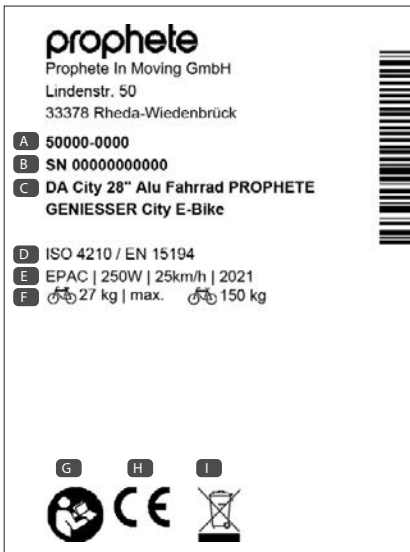 prophete
Prophete In Moving GmbH
Lindenstr. 50
33378 Rheda-Wiedenbrück
A 50000-0000
B SN 00000000000
C DA City 28" Alu Fahrrad PROPHETE
GENIESSER City E-Bike
D ISO 4210 / EN 15194
E EPAC | 250W | 25km/h | 2021
F 27 kg | max. 150 kg
G H I
CE